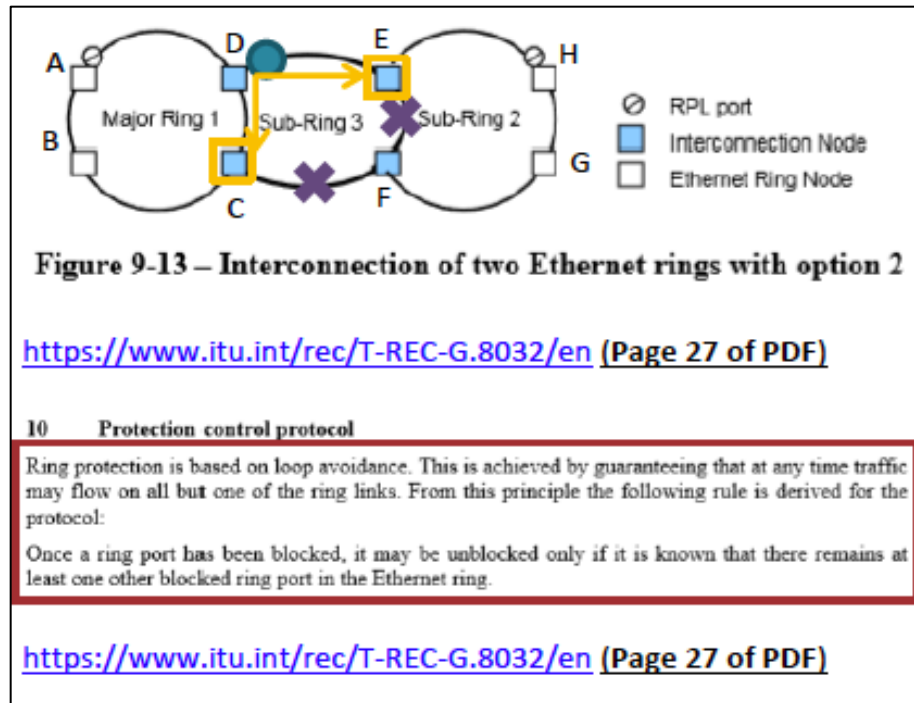 A D E H
Major Ring 1 Sub-Ring 3 Sub-Ring 2
B C F G
RPL port
Interconnection Node
Ethernet Ring Node
Figure 9-13 – Interconnection of two Ethernet rings with option 2
https://www.itu.int/rec/T-REC-G.8032/en (Page 27 of PDF)
10 Protection control protocol
Ring protection is based on loop avoidance. This is achieved by guaranteeing that at any time traffic
may flow on all but one of the ring links. From this principle the following rule is derived for the
protocol:
Once a ring port has been blocked, it may be unblocked only if it is known that there remains at
least one other blocked ring port in the Ethernet ring.
https://www.itu.int/rec/T-REC-G.8032/en (Page 27 of PDF)